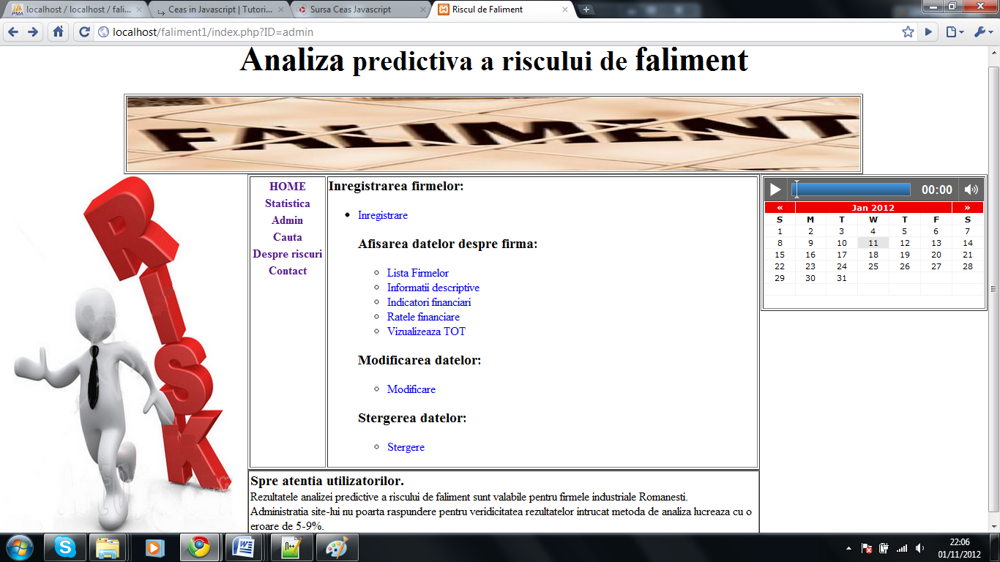 localhost / localhost / fali...
Ceas in Javascript | Tutori...
Sursa Ceas Javascript
Riscul de Faliment
localhost/faliment1/index.php?ID=admin
Analiza predictiva a riscului de faliment
FALIMENT
RISK
HOME
Statistica
Admin
Cauta
Despre riscuri
Contact
Inregistrarea firmelor:
Inregistrare
Afisarea datelor despre firma:
Lista Firmelor
Informatii descriptive
Indicatori financiari
Ratele financiare
Vizualizeaza TOT
Modificarea datelor:
Modificare
Stergerea datelor:
Stergere
00:00
« Jan 2012 »
S M T W T F S
1 2 3 4 5 6 7
8 9 10 11 12 13 14
15 16 17 18 19 20 21
22 23 24 25 26 27 28
29 30 31
Spre atentia utilizatorilor.
Rezultatele analizei predictive a riscului de faliment sunt valabile pentru firmele industriale Romanesti.
Administratia site-lui nu poarta raspundere pentru veridicitatea rezultatelor intrucat metoda de analiza lucreaza cu o
eroare de 5-9%.
22:06
01/11/2012